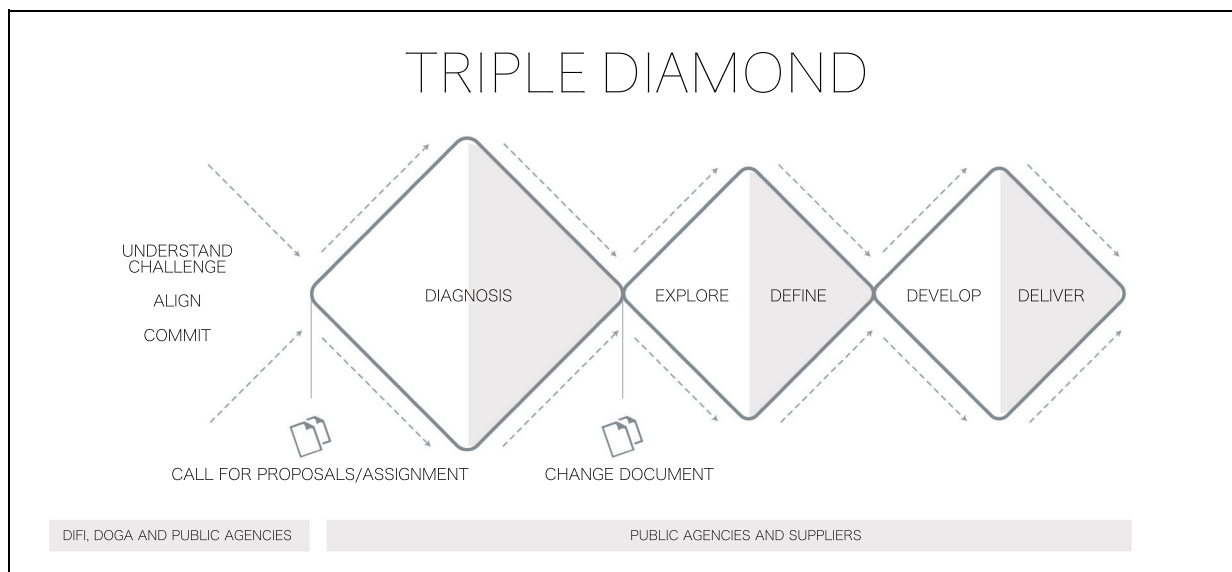 TRIPLE DIAMOND
UNDERSTAND
CHALLENGE
ALIGN
COMMIT
DIAGNOSIS
EXPLORE
DEFINE
DEVELOP
DELIVER
CALL FOR PROPOSALS/ASSIGNMENT
CHANGE DOCUMENT
DIFI, DOGA AND PUBLIC AGENCIES
PUBLIC AGENCIES AND SUPPLIERS